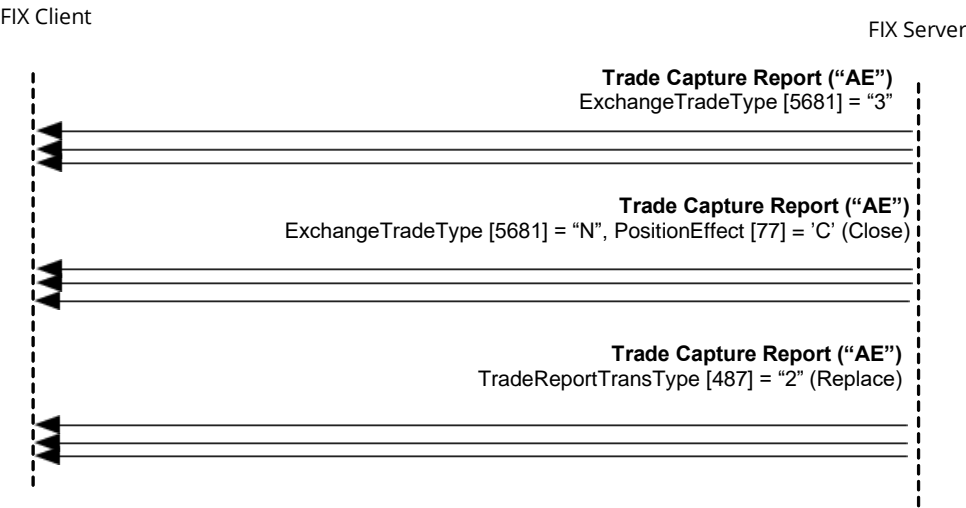 FIX Client
FIX Server
Trade Capture Report (“AE”)
ExchangeTradeType [5681] = “3”
Trade Capture Report (“AE”)
ExchangeTradeType [5681] = “N”, PositionEffect [77] = ’C’ (Close)
Trade Capture Report (“AE”)
TradeReportTransType [487] = “2” (Replace)